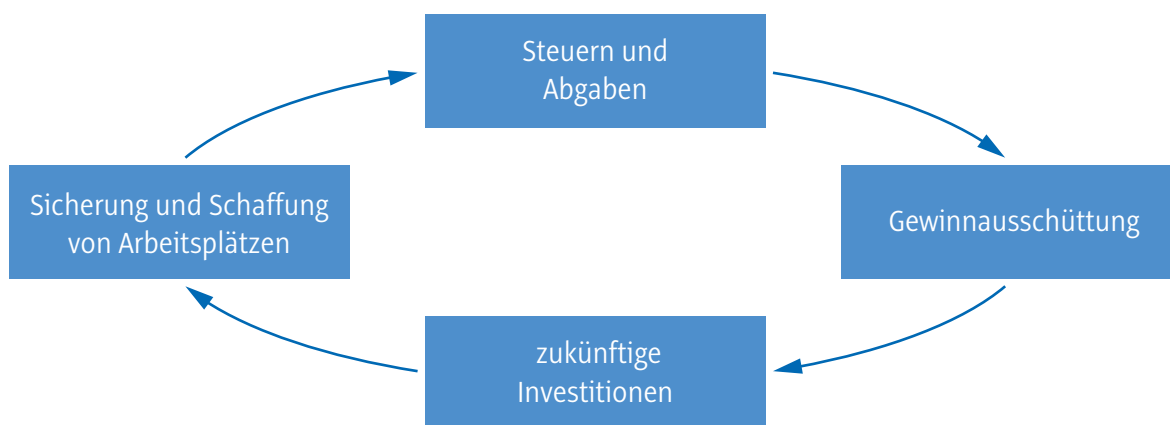 Steuern und
Abgaben
Sicherung und Schaffung
von Arbeitsplätzen
Gewinnausschüttung
zukünftige
Investitionen